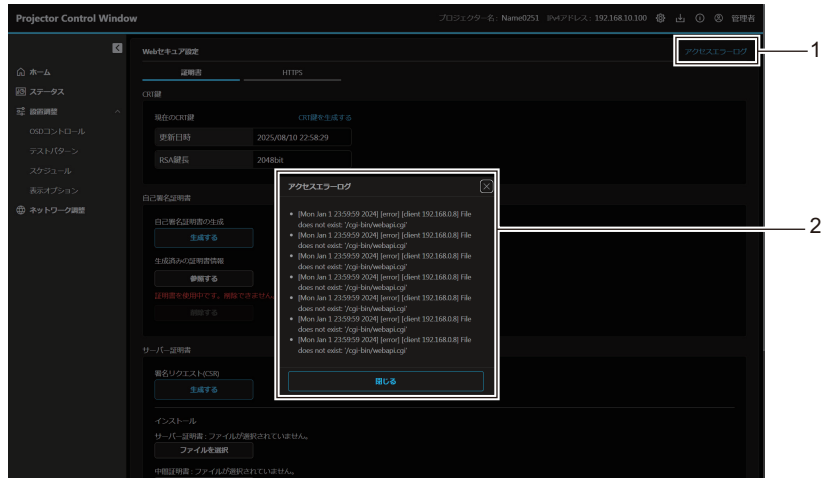 Projector Control Window
プロジェクター名: Name0251 IPv4アドレス: 192.168.10.100 管理者
Webセキュア設定
アクセスエラーログ
1
ホーム
ステータス
設置調整
OSDコントロール
テストパターン
スケジュール
表示オプション
ネットワーク調整
証明書 HTTPS
CRT鍵
現在のCRT鍵 CRT鍵を生成する
更新日時 2025/08/10 22:58:29
RSA鍵長 2048bit
自己署名証明書
自己署名証明書の生成
生成する
生成済みの証明書情報
参照する
証明書を使用中です。削除できません。
削除する
アクセスエラーログ
[Mon Jan 1 23:59:59 2024] [error] [client 192.168.0.8] File
does not exist: '/cgi-bin/webapi.cgi'
[Mon Jan 1 23:59:59 2024] [error] [client 192.168.0.8] File
does not exist: '/cgi-bin/webapi.cgi'
[Mon Jan 1 23:59:59 2024] [error] [client 192.168.0.8] File
does not exist: '/cgi-bin/webapi.cgi'
[Mon Jan 1 23:59:59 2024] [error] [client 192.168.0.8] File
does not exist: '/cgi-bin/webapi.cgi'
[Mon Jan 1 23:59:59 2024] [error] [client 192.168.0.8] File
does not exist: '/cgi-bin/webapi.cgi'
[Mon Jan 1 23:59:59 2024] [error] [client 192.168.0.8] File
does not exist: '/cgi-bin/webapi.cgi'
[Mon Jan 1 23:59:59 2024] [error] [client 192.168.0.8] File
does not exist: '/cgi-bin/webapi.cgi'
閉じる
2
サーバー証明書
署名リクエスト(CSR)
生成する
インストール
サーバー証明書 : ファイルが選択されていません。
ファイルを選択
中間証明書 : ファイルが選択されていません。